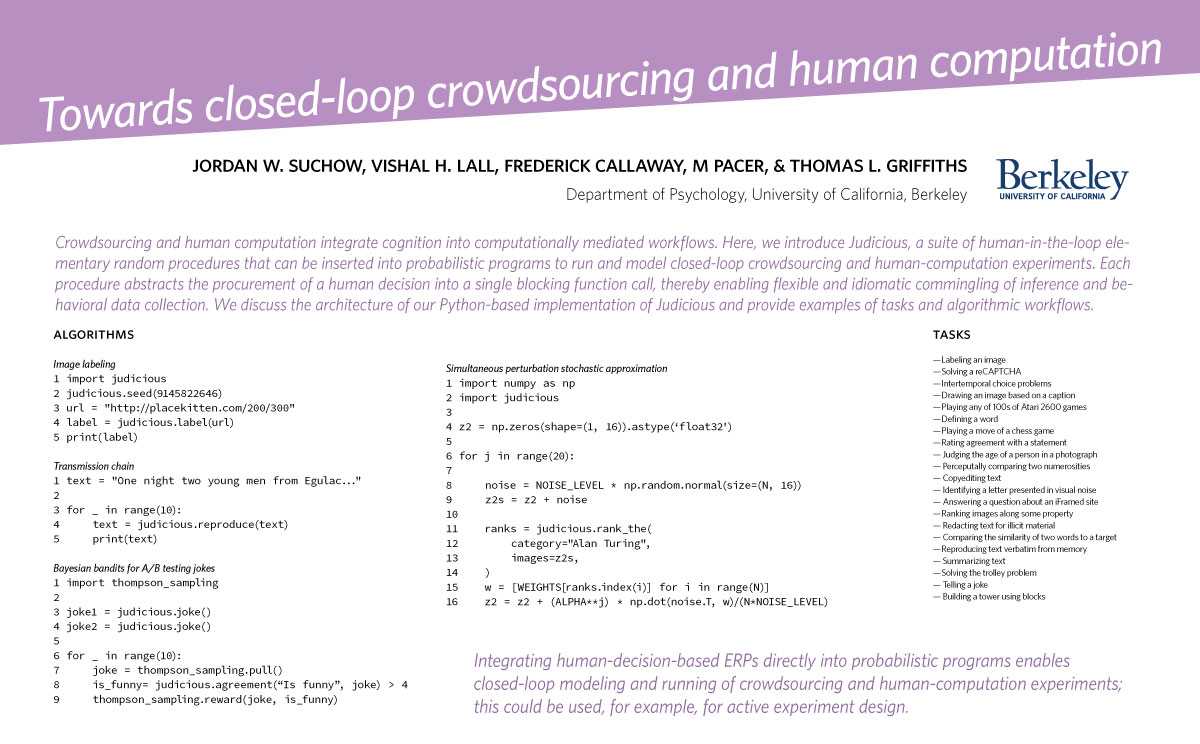 Towards closed-loop crowdsourcing and human computation
JORDAN W. SUCHOW, VISHAL H. LALL, FREDERICK CALLAWAY, M PACER, & THOMAS L. GRIFFITHS
Department of Psychology, University of California, Berkeley
Berkeley
UNIVERSITY OF CALIFORNIA
Crowdsourcing and human computation integrate cognition into computationally mediated workflows. Here, we introduce Judicious, a suite of human-in-the-loop ele-
mentary random procedures that can be inserted into probabilistic programs to run and model closed-loop crowdsourcing and human-computation experiments. Each
procedure abstracts the procurement of a human decision into a single blocking function call, thereby enabling flexible and idiomatic commingling of inference and be-
havioral data collection. We discuss the architecture of our Python-based implementation of Judicious and provide examples of tasks and algorithmic workflows.
ALGORITHMS
Image labeling
1 import judicious
2 judicious.seed(9145822646)
3 url = "http://placekitten.com/200/300"
4 label = judicious.label(url)
5 print(label)
Transmission chain
1 text = "One night two young men from Egulac…"
2
3 for _ in range(10):
4     text = judicious.reproduce(text)
5     print(text)
Bayesian bandits for A/B testing jokes
1 import thompson_sampling
2
3 joke1 = judicious.joke()
4 joke2 = judicious.joke()
5
6 for _ in range(10):
7     joke = thompson_sampling.pull()
8     is_funny= judicious.agreement(“Is funny”, joke) > 4
9     thompson_sampling.reward(joke, is_funny)
Simultaneous perturbation stochastic approximation
1 import numpy as np
2 import judicious
3
4 z2 = np.zeros(shape=(1, 16)).astype(‘float32’)
5
6 for j in range(20):
7
8     noise = NOISE_LEVEL * np.random.normal(size=(N, 16))
9     z2s = z2 + noise
10
11     ranks = judicious.rank_the(
12         category="Alan Turing",
13         images=z2s,
14     )
15     w = [WEIGHTS[ranks.index(i)] for i in range(N)]
16     z2 = z2 + (ALPHA**j) * np.dot(noise.T, w)/(N*NOISE_LEVEL)
Integrating human-decision-based ERPs directly into probabilistic programs enables
closed-loop modeling and running of crowdsourcing and human-computation experiments;
this could be used, for example, for active experiment design.
TASKS
—Labeling an image
—Solving a reCAPTCHA
—Intertemporal choice problems
—Drawing an image based on a caption
—Playing any of 100s of Atari 2600 games
—Defining a word
—Playing a move of a chess game
—Rating agreement with a statement
— Judging the age of a person in a photograph
— Perceputally comparing two numerosities
— Copyediting text
— Identifying a letter presented in visual noise
— Answering a question about an iFramed site
—Ranking images along some property
— Redacting text for illicit material
— Comparing the similarity of two words to a target
—Reproducing text verbatim from memory
— Summarizing text
—Solving the trolley problem
— Telling a joke
— Building a tower using blocks